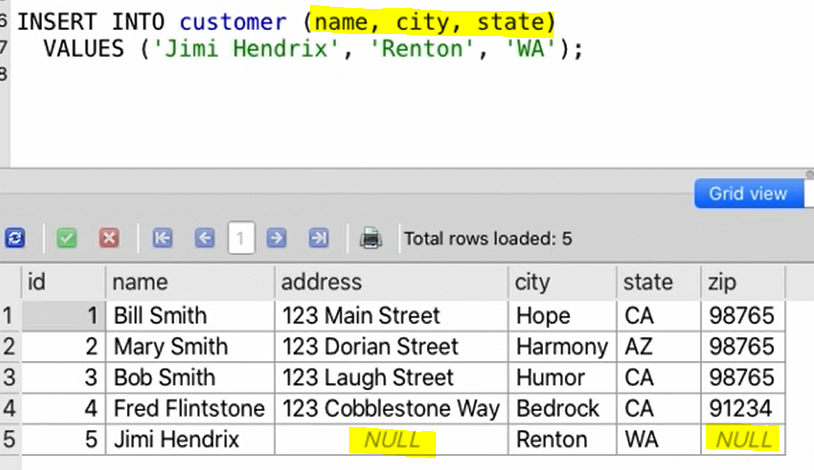 6 INSERT INTO customer (name, city, state)
7 VALUES ('Jimi Hendrix', 'Renton', 'WA');
8
Grid view
1 Total rows loaded: 5
id name address city state zip
1 1 Bill Smith 123 Main Street Hope CA 98765
2 2 Mary Smith 123 Dorian Street Harmony AZ 98765
3 3 Bob Smith 123 Laugh Street Humor CA 98765
4 4 Fred Flintstone 123 Cobblestone Way Bedrock CA 91234
5 5 Jimi Hendrix NULL Renton WA NULL